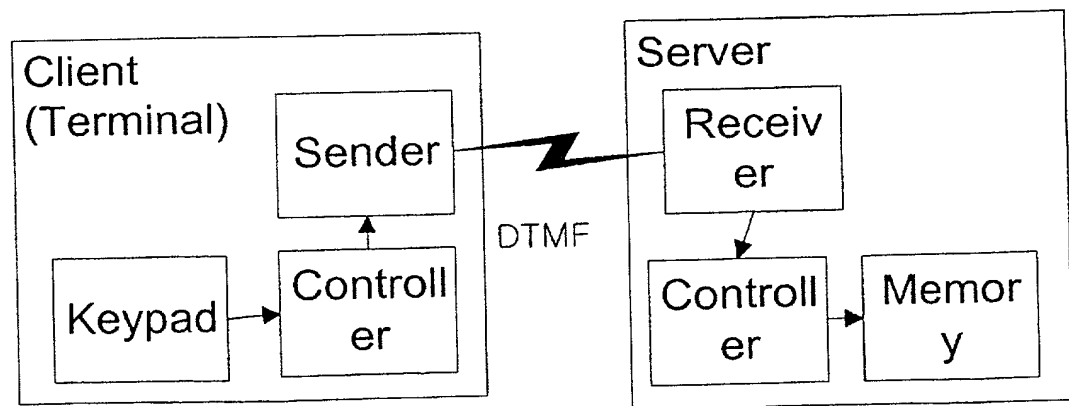 Client
(Terminal)
Sender
Keypad
Controll
er
DTMF
Server
Receiv
er
Controll
er
Memor
y